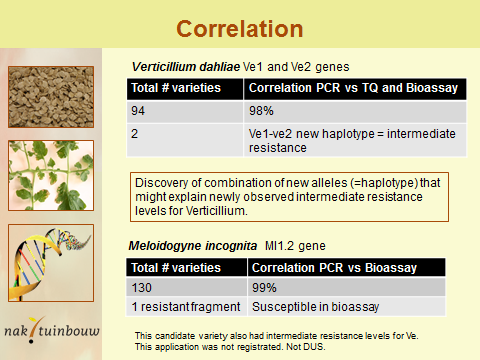 Correlation
Verticillium dahliae Ve1 and Ve2 genes
Total # varieties Correlation PCR vs TQ and Bioassay
94 98%
2 Ve1-ve2 new haplotype = intermediate
resistance
Discovery of combination of new alleles (=haplotype) that
might explain newly observed intermediate resistance
levels for Verticillium.
Meloidogyne incognita MI1.2 gene
Total # varieties Correlation PCR vs Bioassay
130 99%
1 resistant fragment Susceptible in bioassay
nak tuinbouw
This candidate variety also had intermediate resistance levels for Ve.
This application was not registered. Not DUS.